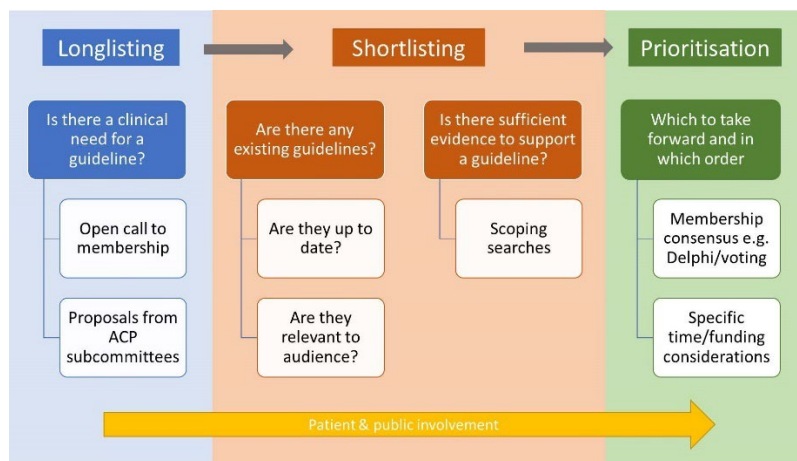 Longlisting
Shortlisting
Prioritisation
Is there a clinical
need for a
guideline?
Open call to
membership
Proposals from
ACP
subcommittees
Are there any
existing guidelines?
Are they up to
date?
Are they
relevant to
audience?
Is there sufficient
evidence to support
a guideline?
Scoping
searches
Which to take
forward and in
which order
Membership
consensus e.g.
Delphi/voting
Specific
time/funding
considerations
Patient & public involvement